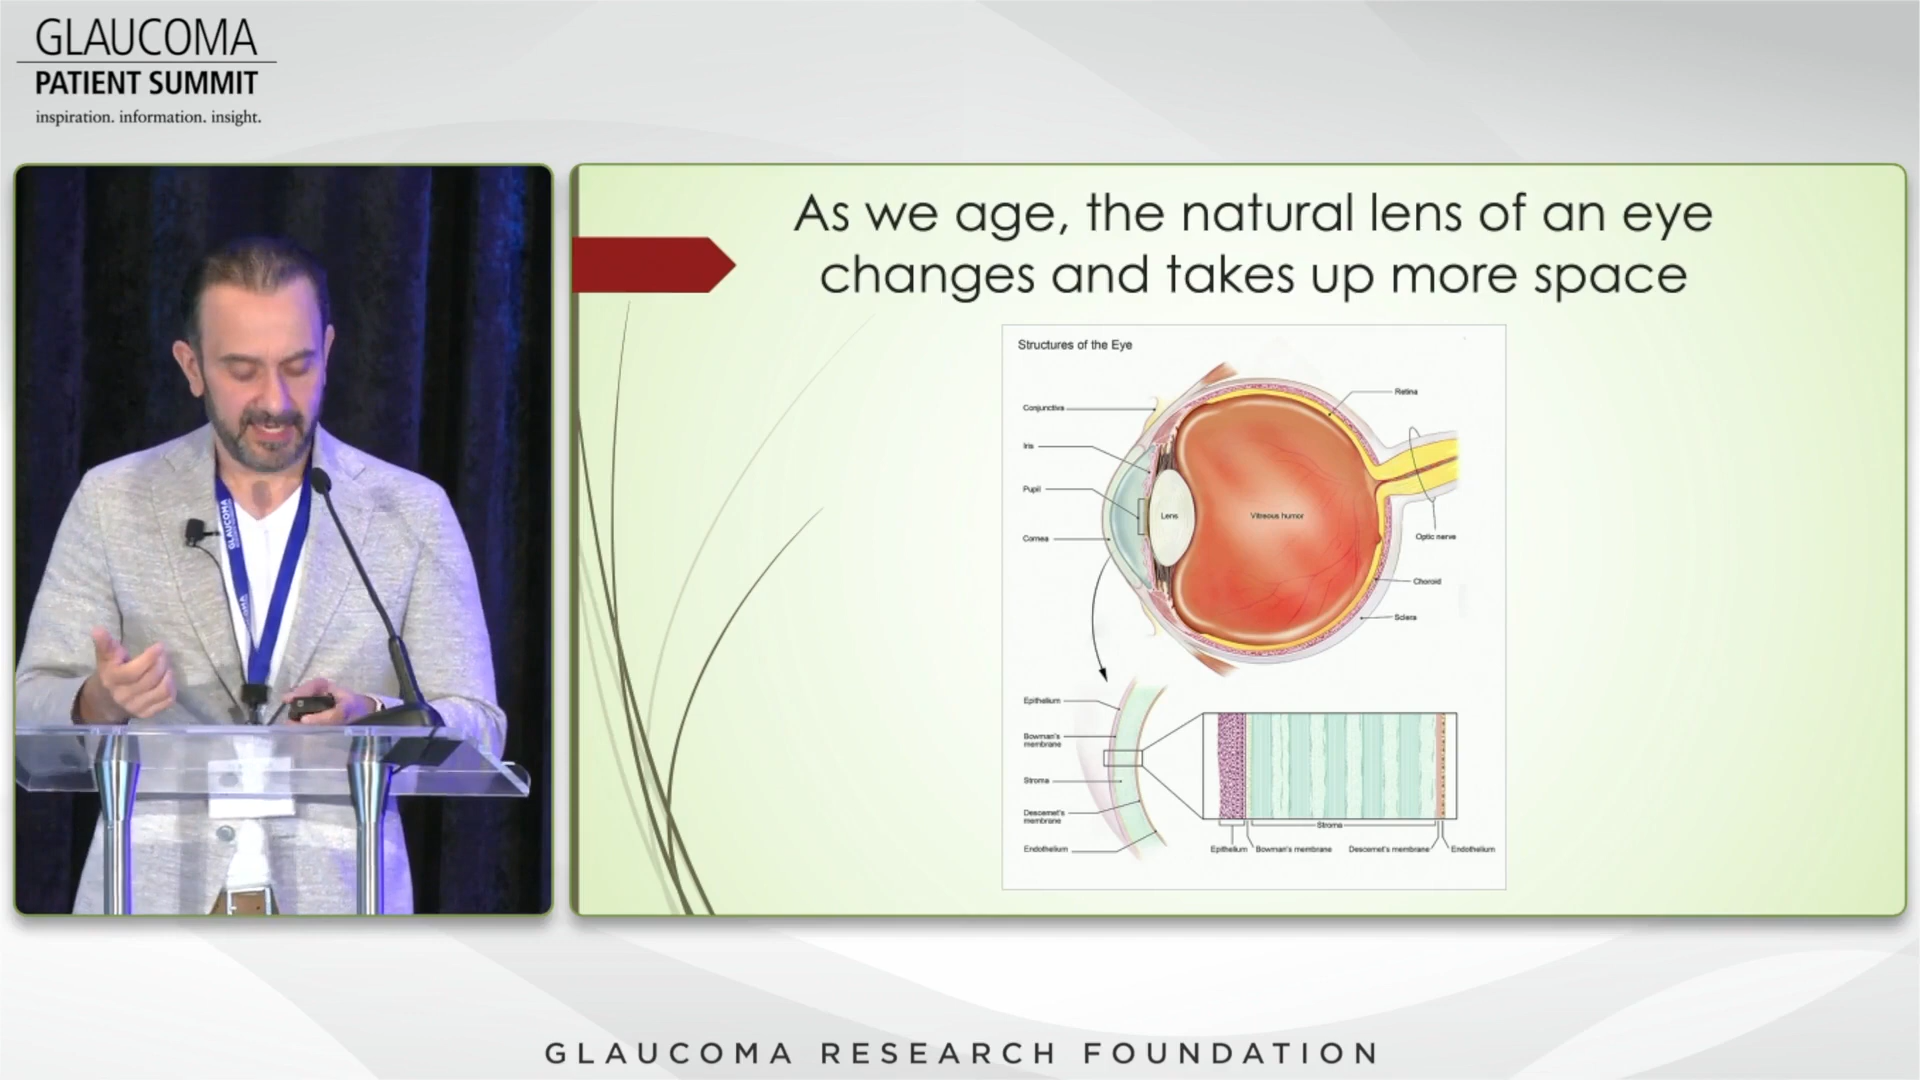 GLAUCOMA
PATIENT SUMMIT
inspiration. information. insight.
GLAUCOMA
As we age, the natural lens of an eye
changes and takes up more space
Structures of the Eye
Conjunctiva
Iris
Pupil
Cornea
Lens
Vitreous humor
Retina
Optic nerve
Choroid
Sclera
Epithelium
Bowman's
membrane
Stroma
Descemet's
membrane
Endothelium
Stroma
Epithelium Bowman's membrane Descemet's membrane Endothelium
GLAUCOMA RESEARCH FOUNDATION